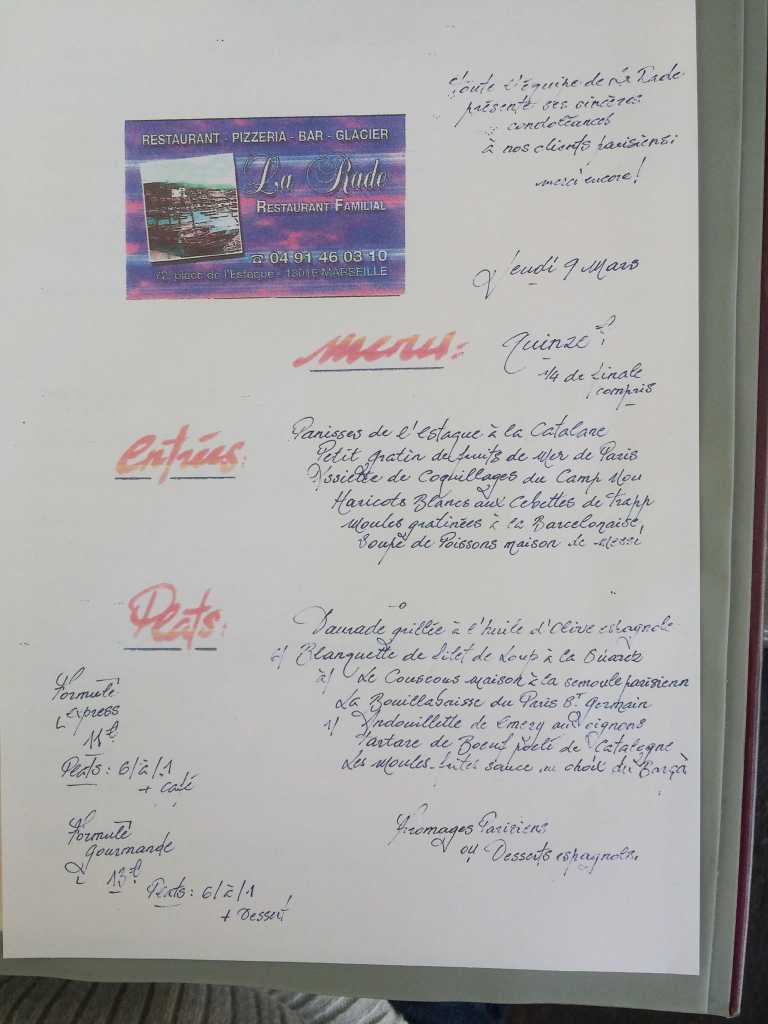 Toute l'équipe de La Rade
présente ses sincères
condoléances
à nos clients parisiens!
merci encore!
RESTAURANT - PIZZERIA - BAR - GLACIER
La Rade
RESTAURANT FAMILIAL
☎ 04 91 46 03 10
72, place de l'Estaque - 13016 MARSEILLE
Jeudi 9 Mars
menu:
Quinze €!
1/4 de finale
compris
Entrées:
Panisses de l'Estaque à la Catalane
Petit gratin de fruits de Mer de Paris
Assiette de Coquillages du Camp Nou
Haricots Blancs aux Cebettes de Trapp
Moules gratinées à la Barcelonaise
Soupe de Poissons maison de Messi
Plats:
Daurade grillée à l'huile d'Olive espagnole
6/ Blanquette de filet de Loup à la Suarez
à/ Le Couscous maison à la semoule parisienn
La Bouillabaisse du Paris St Germain
1/ Andouillette de Emery aux oignons
Tartare de Boeuf poêlé de Catalogne
Les Moules-frites sauce au choix du Barça
Formule
Express
11€
Plats: 6/à/1
+ Café
Fromages Parisiens
ou Desserts espagnols.
Formule
gourmande
13€
Plats: 6/à/1
+ Dessert